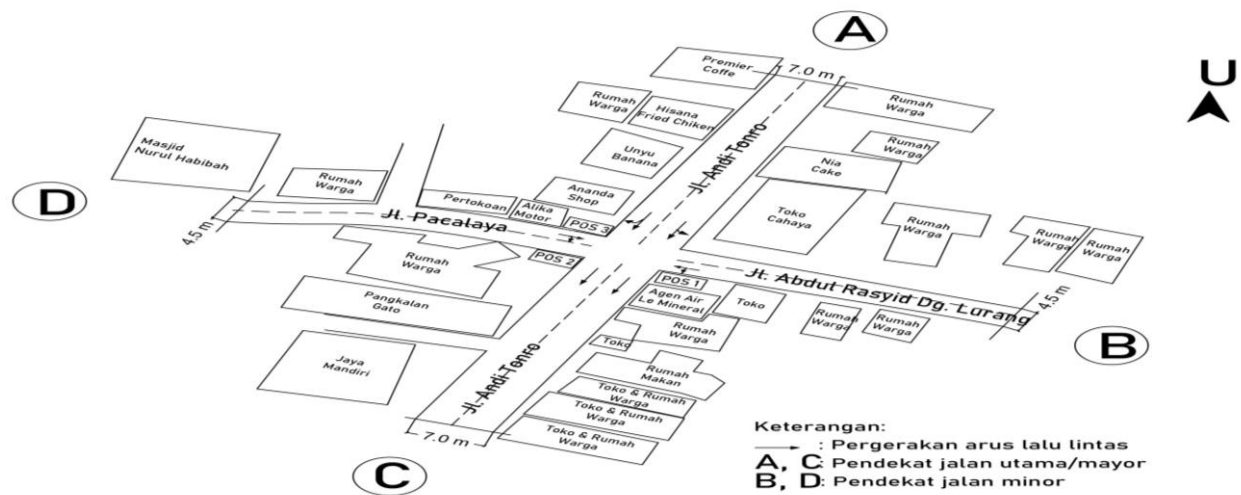 A
U
Premier
Coffe
7.0 m
Rumah
Warga
Hisana
Fried Chiken
Rumah
Warga
Jl. Andi Tonro
Rumah
Warga
Masjid
Nurul Habibah
Unyu
Banana
Nia
Cake
Rumah
Warga
D
Pertokoan
Alika
Motor
Ananda
Shop
POS 3
Toko
Cahaya
Rumah
Warga
Rumah
Warga
Rumah
Warga
4.5 m
Jl. Pacalaya
Rumah
Warga
POS 2
POS 1
Jl. Abdul Rasyid Dg. Lurang
4.5 m
Pangkalan
Gato
Agen Air
Le Mineral
Toko
Rumah
Warga
Rumah
Warga
B
Rumah
Warga
Toko
Jaya
Mandiri
Jl. Andi Tonro
Rumah
Makan
Toko & Rumah
Warga
Toko & Rumah
Warga
Toko & Rumah
Warga
7.0 m
C
Keterangan:
: Pergerakan arus lalu lintas
A, C: Pendekat jalan utama/mayor
B, D: Pendekat jalan minor